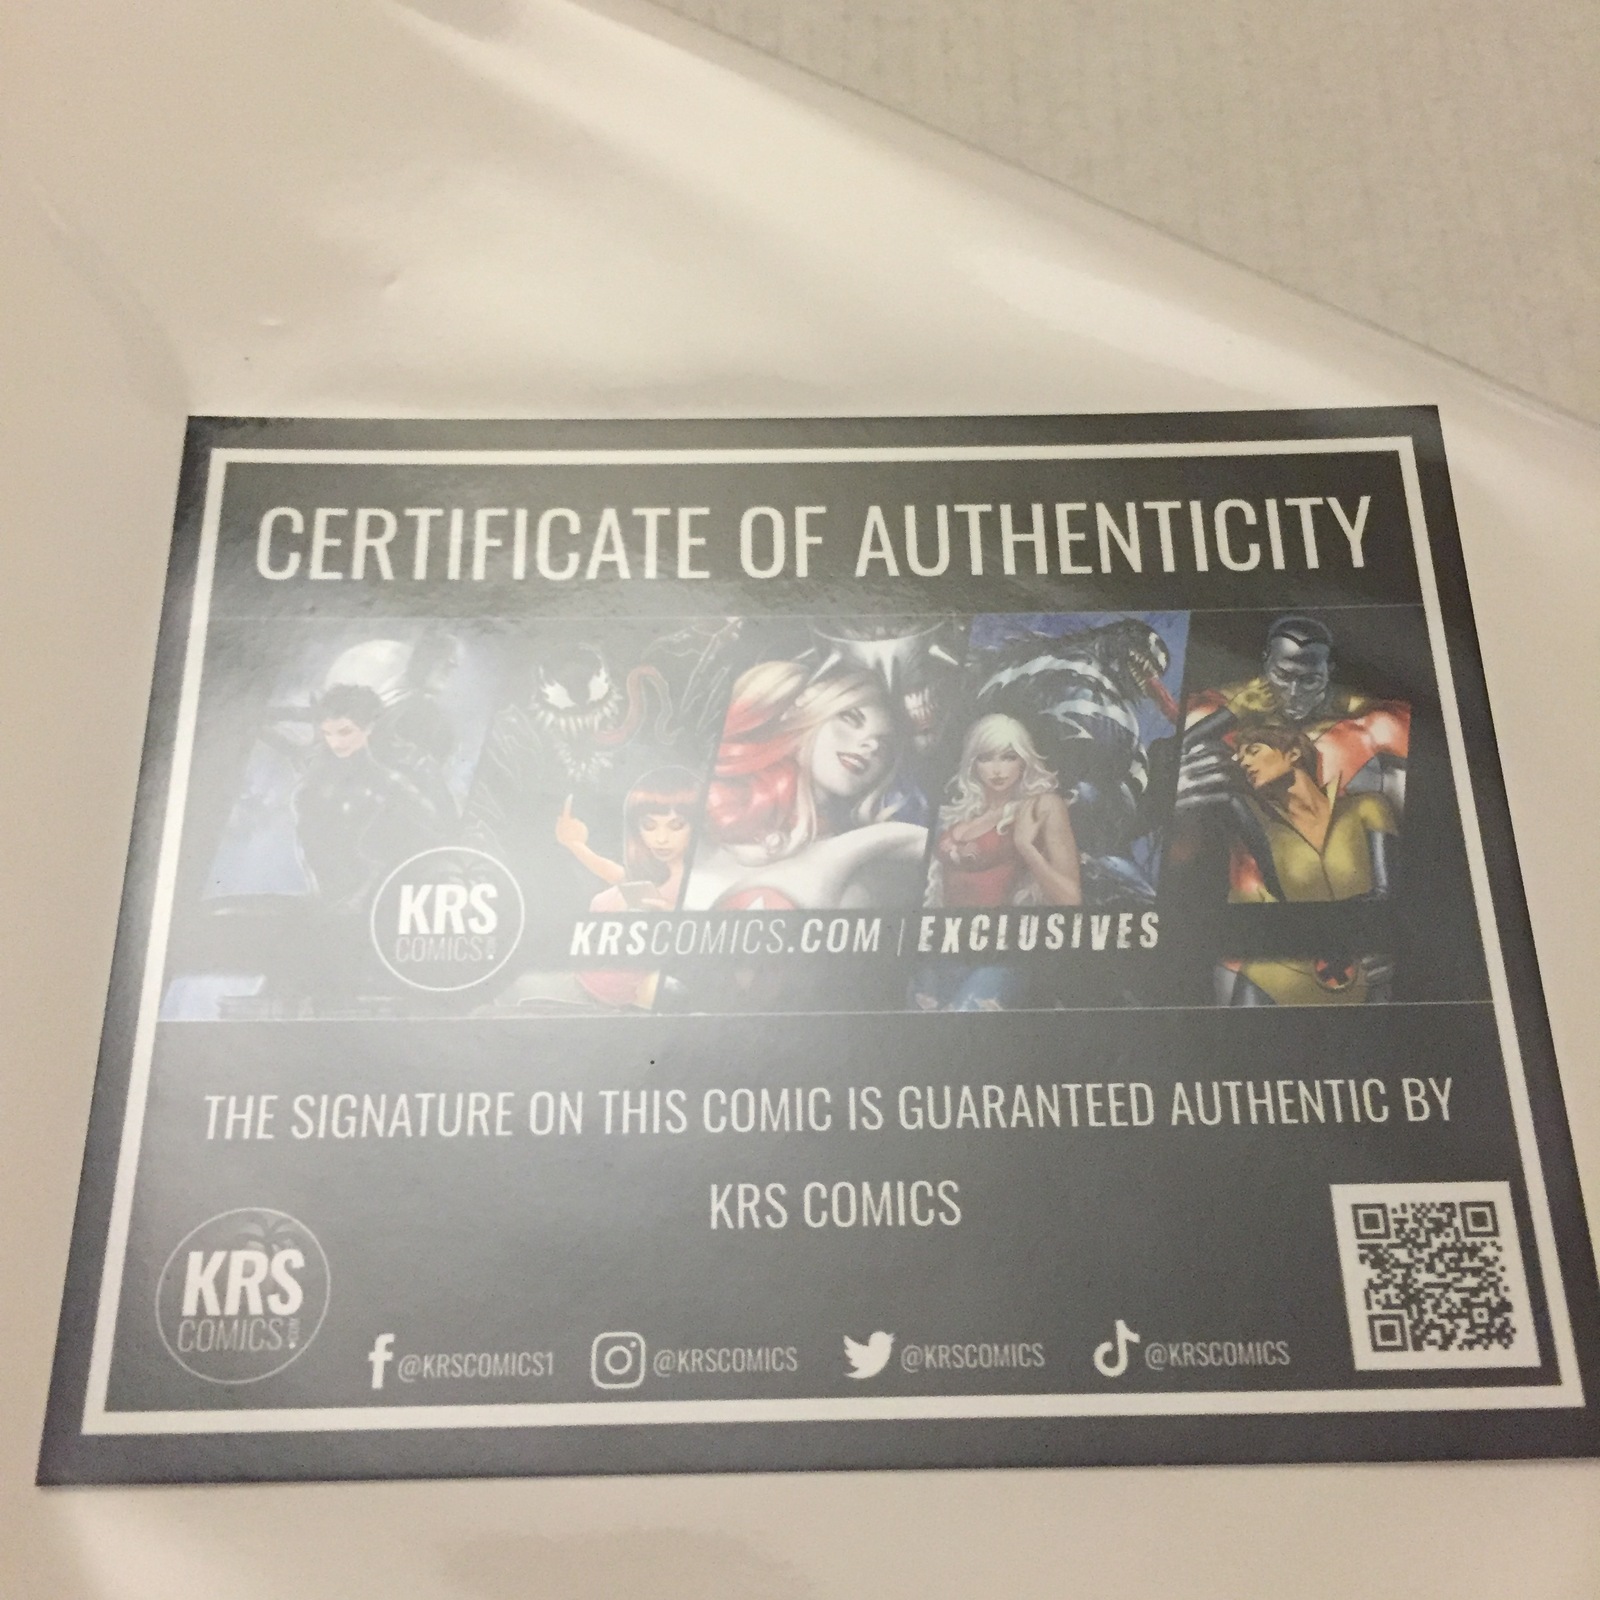 CERTIFICATE OF AUTHENTICITY
KRS
COMICS
KRSCOMICS.COM | EXCLUSIVES
THE SIGNATURE ON THIS COMIC IS GUARANTEED AUTHENTIC BY
KRS COMICS
KRS
COMICS.COM
@KRSCOMICS1 @KRSCOMICS @KRSCOMICS @KRSCOMICS